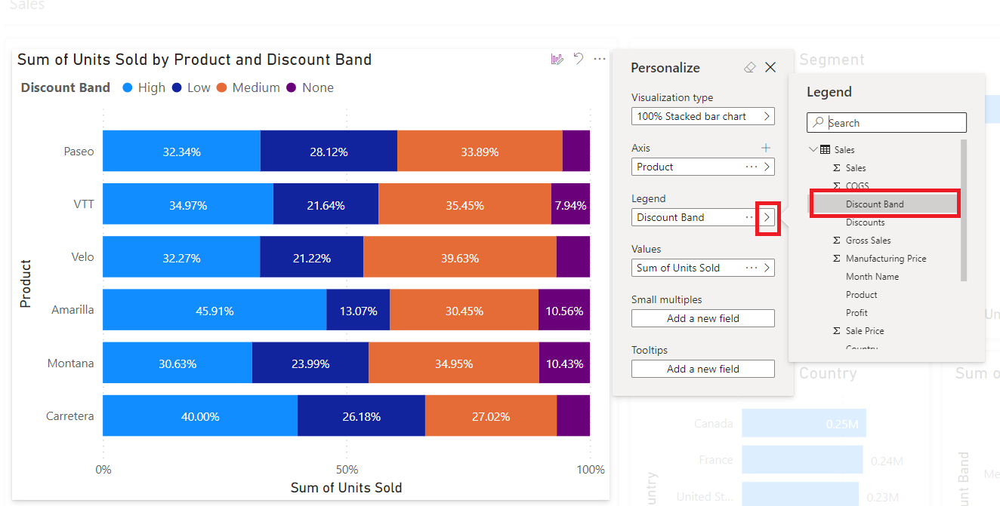 Sales
Sum of Units Sold by Product and Discount Band
Discount Band High Low Medium None
Product
Paseo 32.34% 28.12% 33.89%
VTT 34.97% 21.64% 35.45% 7.94%
Velo 32.27% 21.22% 39.63%
Amarilla 45.91% 13.07% 30.45% 10.56%
Montana 30.63% 23.99% 34.95% 10.43%
Carretera 40.00% 26.18% 27.02%
0% 50% 100%
Sum of Units Sold
Personalize
Visualization type
100% Stacked bar chart
Axis
Product
Legend
Discount Band
Values
Sum of Units Sold
Small multiples
Add a new field
Tooltips
Add a new field
Segment
Legend
Search
Sales
Sales
COGS
Discount Band
Discounts
Gross Sales
Manufacturing Price
Month Name
Product
Profit
Sale Price
Country
Un
Country
Canada 0.25M
France 0.24M
United St... 0.23M
untry
Sum o
unt Band
Me